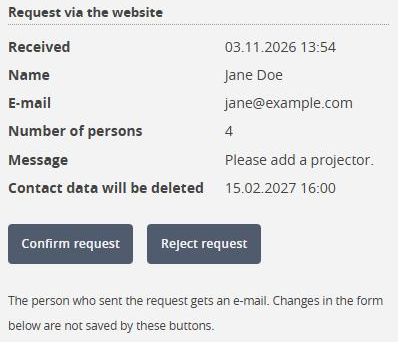 Request via the website
Received 03.11.2026 13:54
Name Jane Doe
E-mail jane@example.com
Number of persons 4
Message Please add a projector.
Contact data will be deleted 15.02.2027 16:00
Confirm request Reject request
The person who sent the request gets an e-mail. Changes in the form
below are not saved by these buttons.